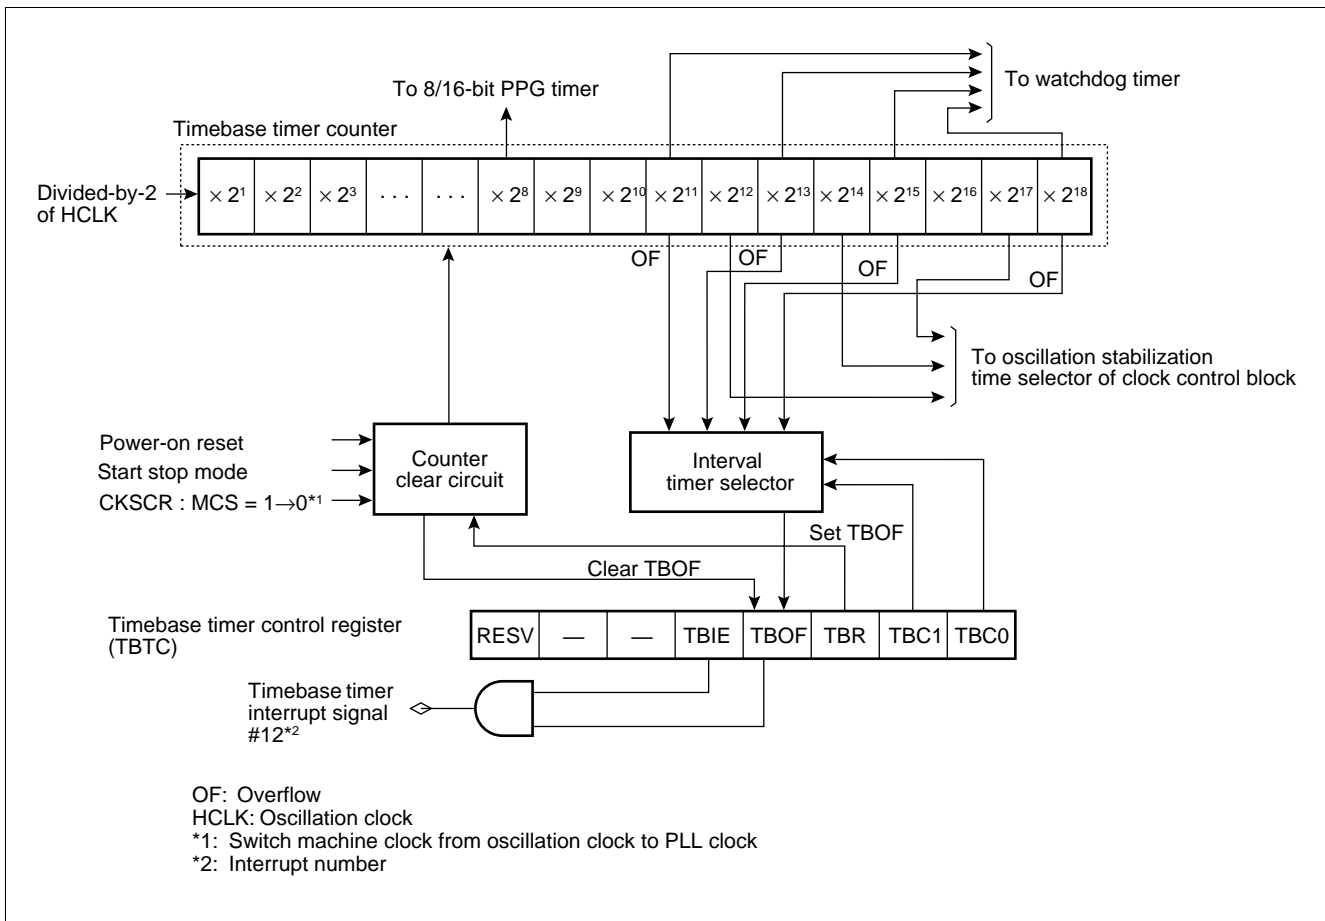 To watchdog timer
To 8/16-bit PPG timer
Timebase timer counter
Divided-by-2
of HCLK
× 2¹ × 2² × 2³ · · · · · · × 2⁸ × 2⁹ × 2¹⁰ × 2¹¹ × 2¹² × 2¹³ × 2¹⁴ × 2¹⁵ × 2¹⁶ × 2¹⁷ × 2¹⁸
OF OF OF OF
To oscillation stabilization
time selector of clock control block
Power-on reset
Start stop mode
CKSCR : MCS = 1→0*¹
Counter
clear circuit
Interval
timer selector
Set TBOF
Clear TBOF
Timebase timer control register
(TBTC)
RESV — — TBIE TBOF TBR TBC1 TBC0
Timebase timer
interrupt signal
#12*²
OF: Overflow
HCLK: Oscillation clock
*1: Switch machine clock from oscillation clock to PLL clock
*2: Interrupt number